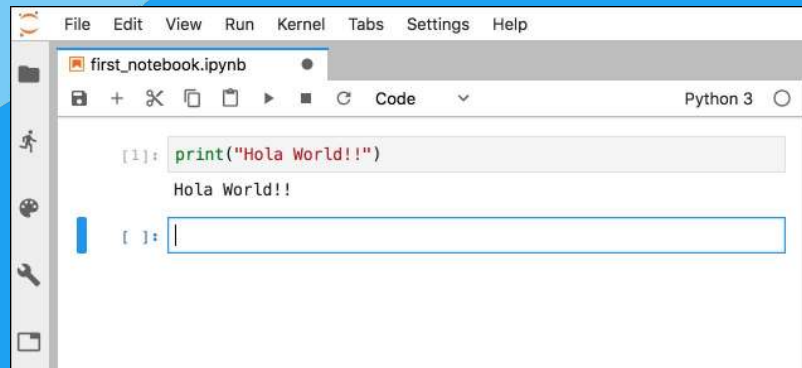 File Edit View Run Kernel Tabs Settings Help
first_notebook.ipynb
Code Python 3
[1]: print("Hola World!!")
Hola World!!
[ ]: